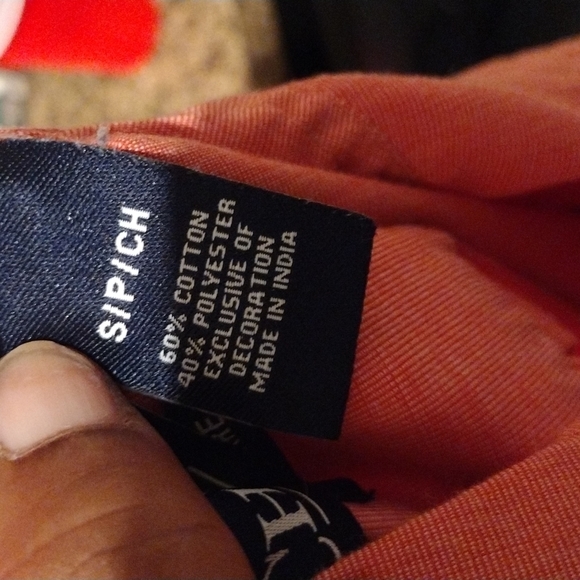 S/P/CH
60% COTTON
40% POLYESTER
EXCLUSIVE OF
DECORATION
MADE IN INDIA